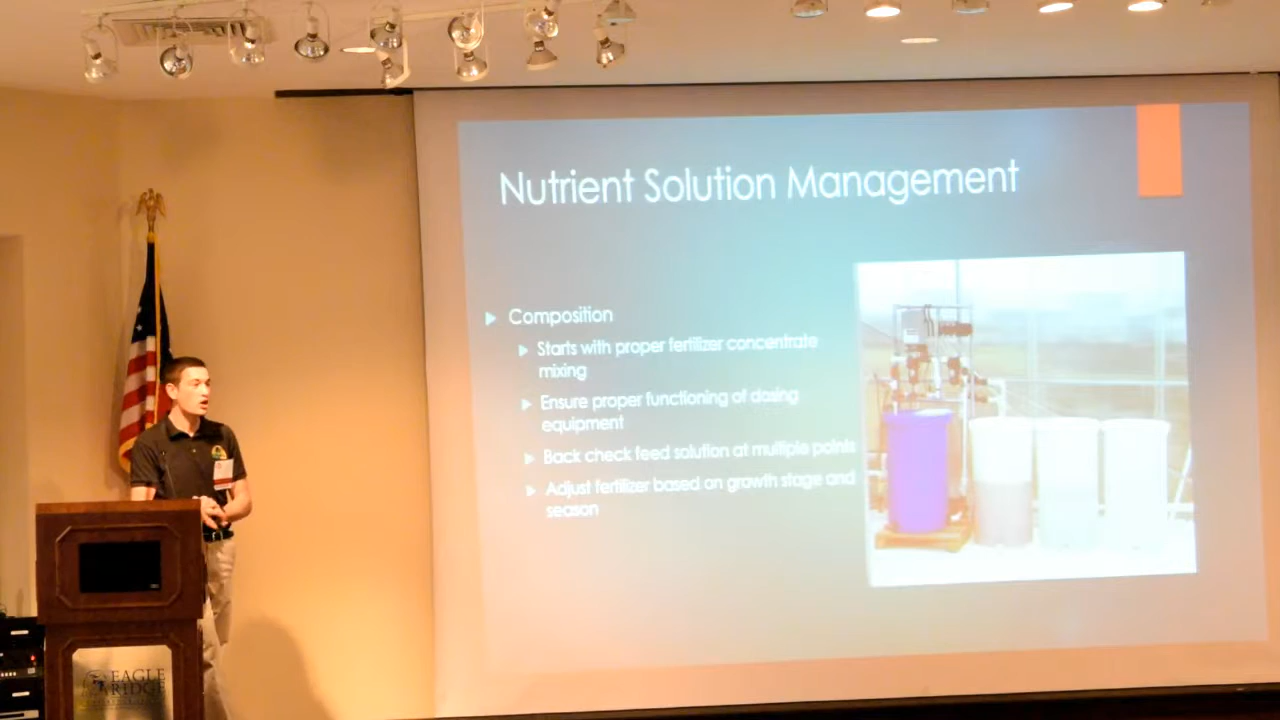 Nutrient Solution Management
Composition
Starts with proper fertilizer concentrate
mixing
Ensure proper functioning of dosing
equipment
Back check feed solution at multiple points
Adjust fertilizer based on growth stage and
season
EAGLE
RIDGE